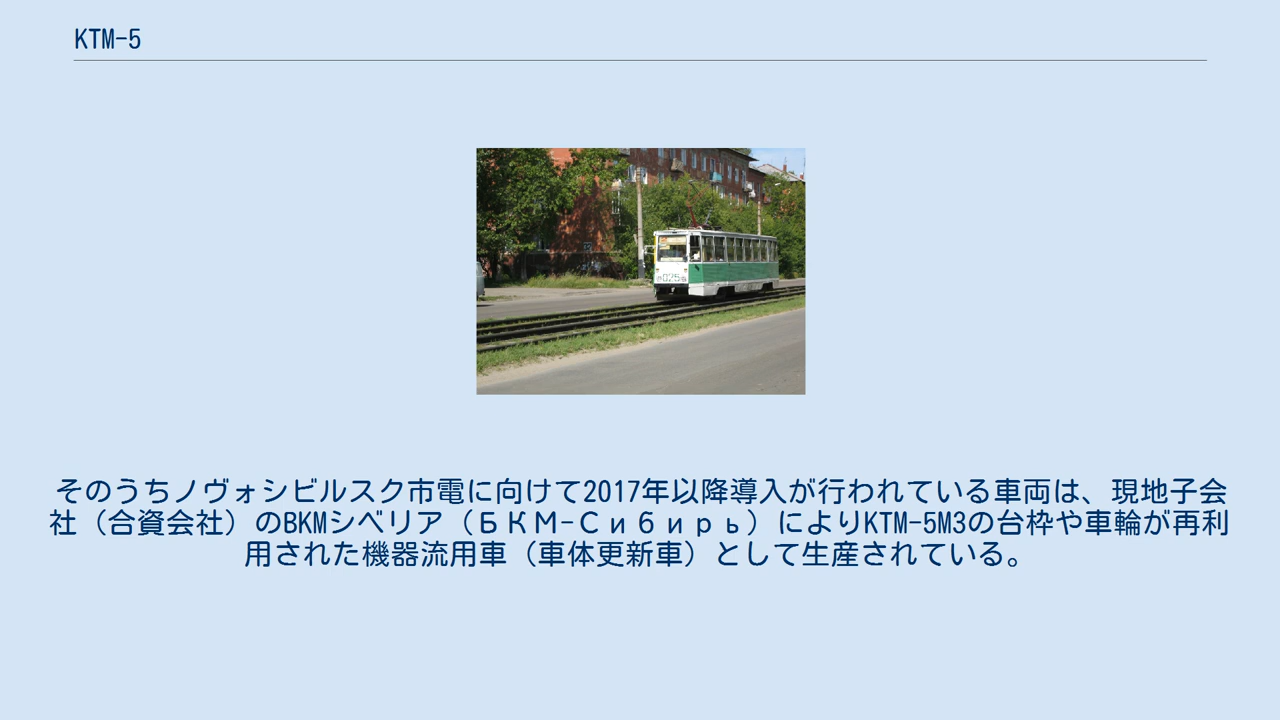 KTM-5
025
そのうちノヴォシビルスク市電に向けて2017年以降導入が行われている車両は、現地子会
社（合資会社）のBKMシベリア（БКМ-Сибирь）によりKTM-5M3の台枠や車輪が再利
用された機器流用車（車体更新車）として生産されている。